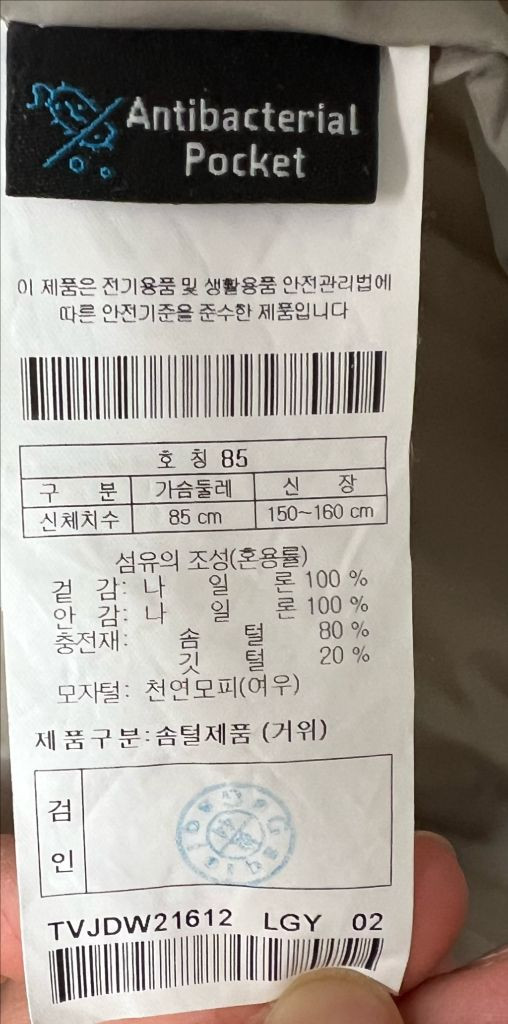 Antibacterial
Pocket
이 제품은 전기용품 및 생활용품 안전관리법에
따른 안전기준을 준수한 제품입니다
호 칭 85
구 분 가슴둘레 신 장
신체치수 85 cm 150~160 cm
섬유의 조성(혼용률)
겉 감: 나 일 론 100 %
안 감: 나 일 론 100 %
충전재: 솜 털 80 %
깃 털 20 %
모자털: 천연모피(여우)
제품구분:솜털제품 (거위)
검
인
TVJDW21612 LGY 02